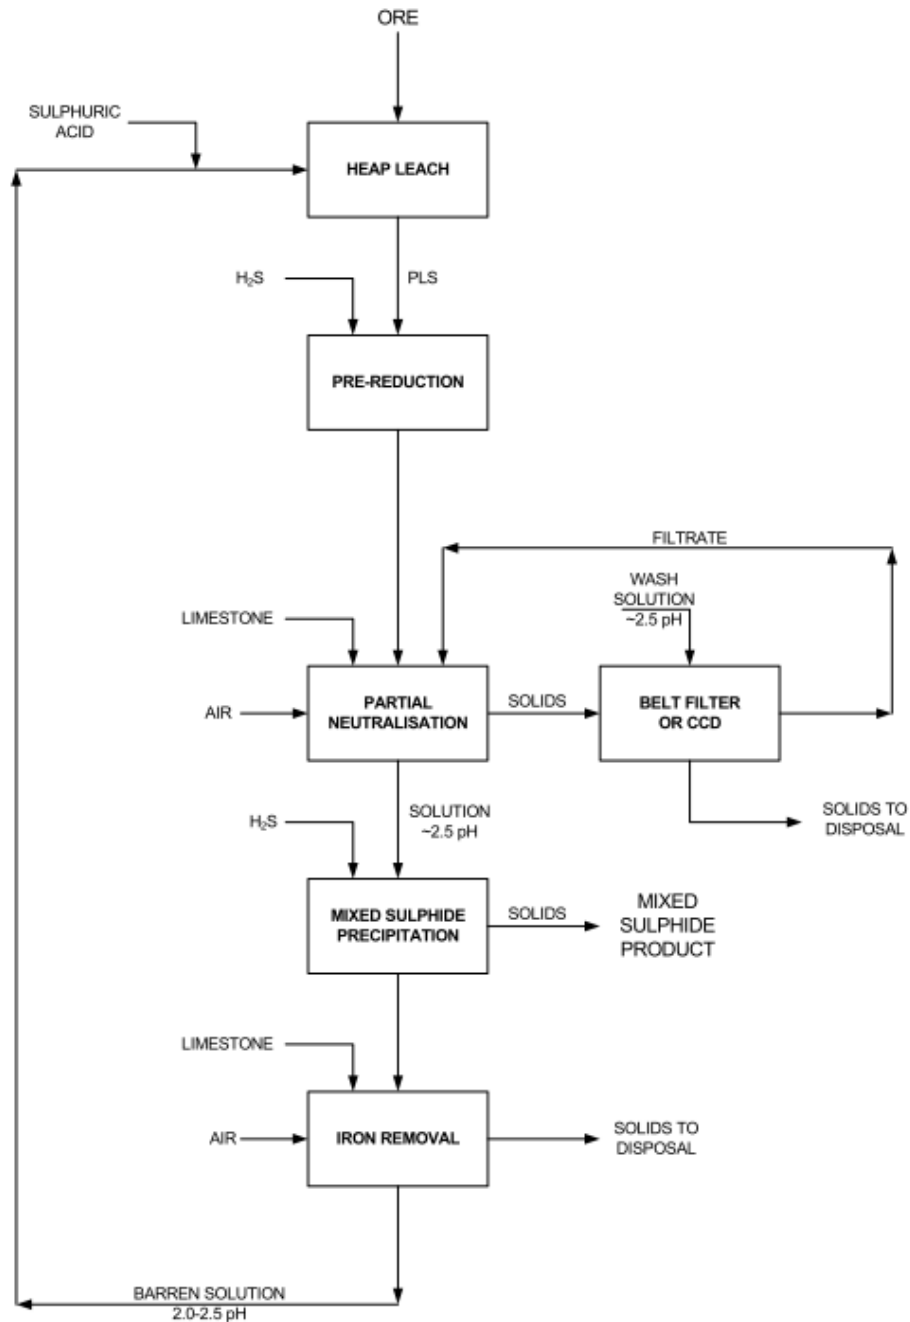 ORE
SULPHURIC
ACID
HEAP LEACH
H₂S
PLS
PRE-REDUCTION
FILTRATE
WASH
SOLUTION
~2.5 pH
LIMESTONE
AIR
PARTIAL
NEUTRALISATION
SOLIDS
BELT FILTER
OR CCD
SOLUTION
~2.5 pH
SOLIDS TO
DISPOSAL
H₂S
MIXED SULPHIDE
PRECIPITATION
SOLIDS
MIXED
SULPHIDE
PRODUCT
LIMESTONE
AIR
IRON REMOVAL
SOLIDS TO
DISPOSAL
BARREN SOLUTION
2.0-2.5 pH